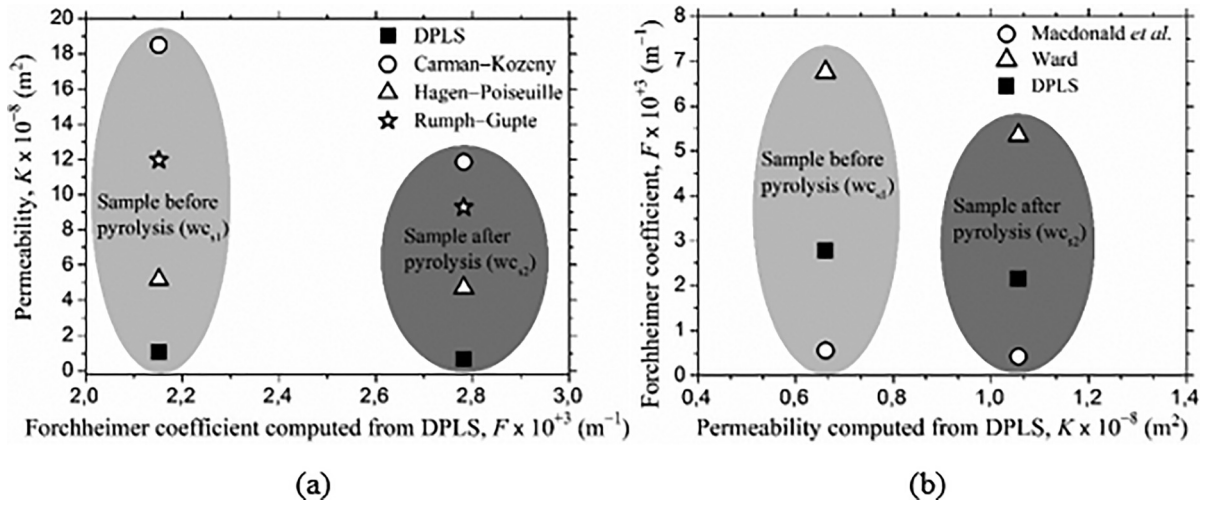 (a)
20
18
16
14
12
10
8
6
4
2
0
Permeability, K x 10⁻⁸ (m²)
DPLS
Carman–Kozeny
Hagen–Poiseuille
Rumph–Gupte
Sample before
pyrolysis (wcₛ₁)
Sample after
pyrolysis (wcₛ₂)
2,0 2,2 2,4 2,6 2,8 3,0
Forchheimer coefficient computed from DPLS, F x 10⁺³ (m⁻¹)
(a)
(b)
8
7
6
5
4
3
2
1
0
Forchheimer coefficient, F x 10⁺³ (m⁻¹)
Macdonald et al.
Ward
DPLS
Sample before
pyrolysis (wcₛ₁)
Sample after
pyrolysis (wcₛ₂)
0,4 0,6 0,8 1,0 1,2 1,4
Permeability computed from DPLS, K x 10⁻⁸ (m²)
(b)